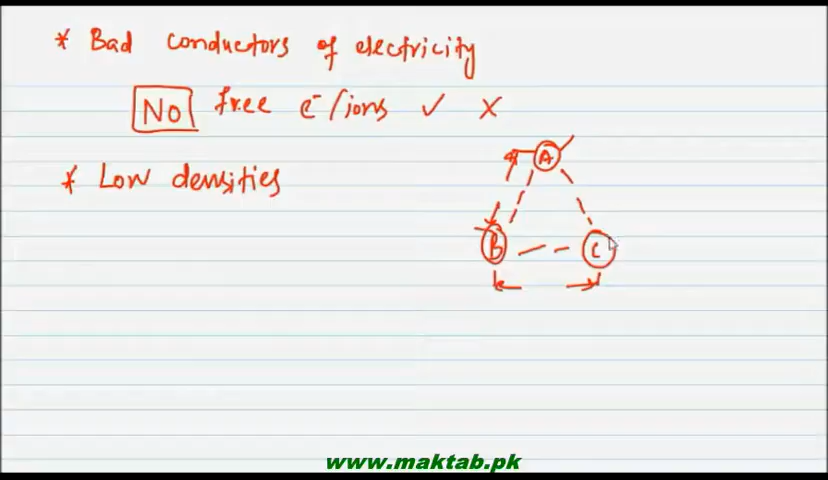 * Bad conductors of electricity
No free e⁻/ions ✓ X
* Low densities
A
B
C
www.maktab.pk